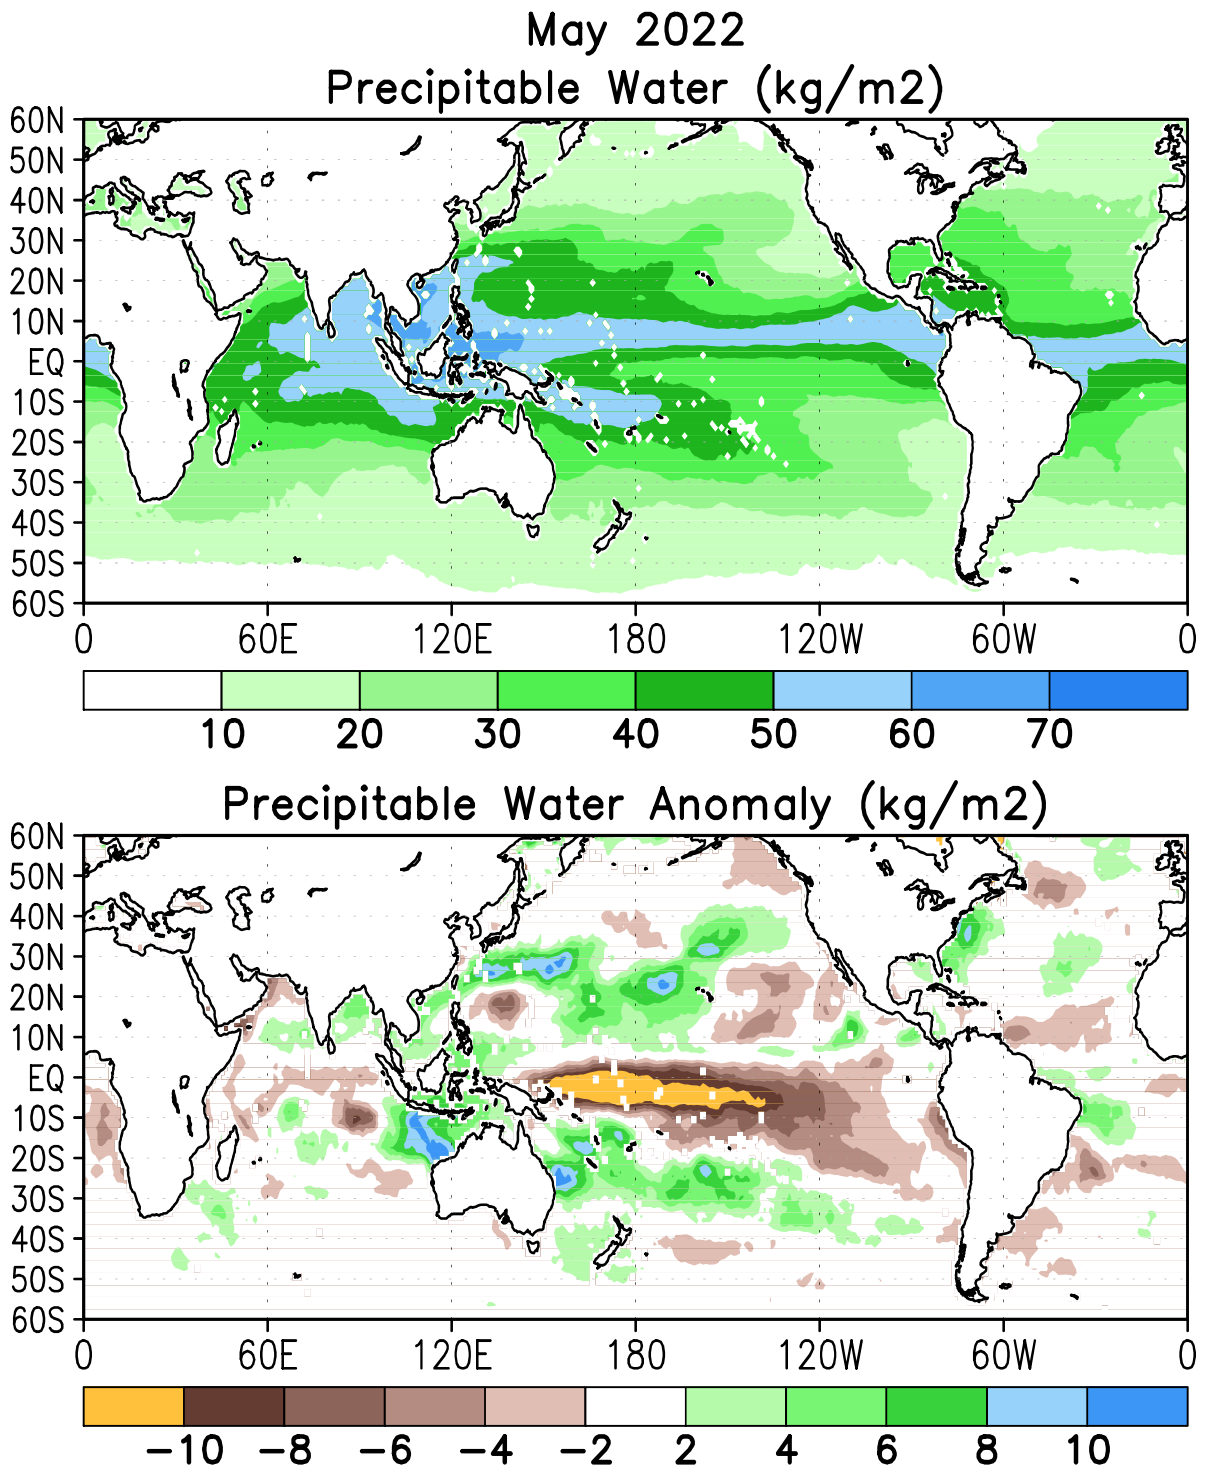 May 2022
Precipitable Water (kg/m2)
60N
50N
40N
30N
20N
10N
EQ
10S
20S
30S
40S
50S
60S
0 60E 120E 180 120W 60W 0
10 20 30 40 50 60 70
Precipitable Water Anomaly (kg/m2)
60N
50N
40N
30N
20N
10N
EQ
10S
20S
30S
40S
50S
60S
0 60E 120E 180 120W 60W 0
−10 −8 −6 −4 −2 2 4 6 8 10